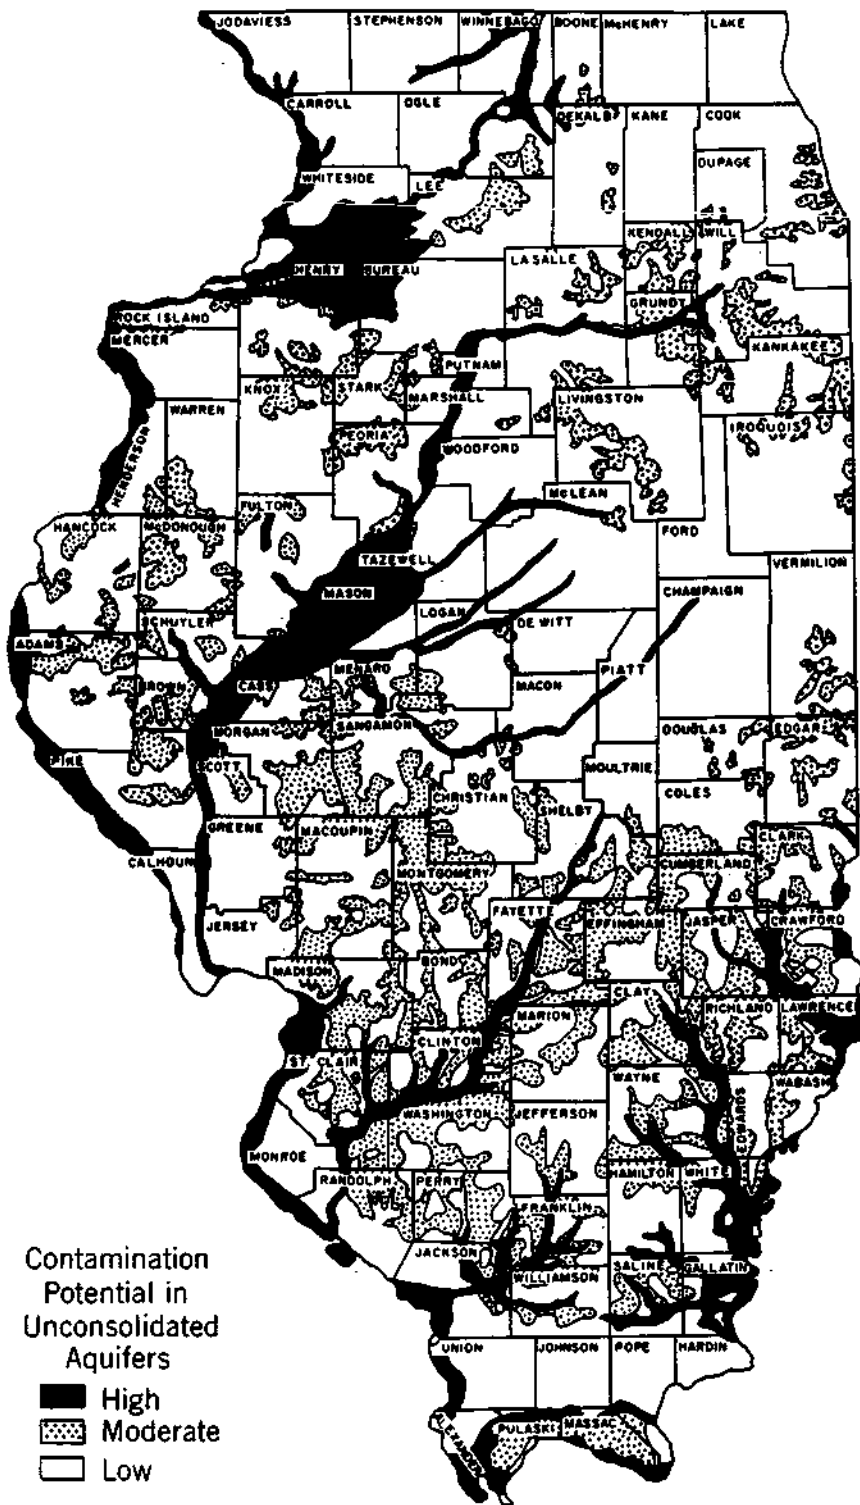 JODAVIESS
STEPHENSON
WINNEBAGO
BOONE
McHENRY
LAKE
CARROLL
OGLE
DEKALB
KANE
COOK
DUPAGE
WHITESIDE
LEE
KENDALL
WILL
LASALLE
HENRY
BUREAU
GRUNDY
ROCK ISLAND
MERCER
KANKAKEE
PUTNAM
KNOX
STARK
MARSHALL
LIVINGSTON
WARREN
HENDERSON
PEORIA
IROQUOIS
WOODFORD
McLEAN
FULTON
HANCOCK
McDONOUGH
FORD
TAZEWELL
VERMILION
MASON
CHAMPAIGN
LOGAN
SCHUYLER
DE WITT
ADAMS
MENARD
PIATT
CASS
BROWN
MACON
MORGAN
SANGAMON
DOUGLAS
EDGAR
PIKE
SCOTT
MOULTRIE
CHRISTIAN
COLES
SHELBY
GREENE
MACOUPIN
CLARK
CALHOUN
MONTGOMERY
CUMBERLAND
FAYETTE
JERSEY
EFFINGHAM
JASPER
CRAWFORD
BOND
MADISON
CLAY
RICHLAND
LAWRENCE
MARION
CLINTON
ST. CLAIR
WAYNE
WABASH
EDWARDS
WASHINGTON
JEFFERSON
MONROE
RANDOLPH
PERRY
HAMILTON
WHITE
FRANKLIN
JACKSON
WILLIAMSON
SALINE
GALLATIN
UNION
JOHNSON
POPE
HARDIN
ALEXANDER
PULASKI
MASSAC
Contamination
Potential in
Unconsolidated
Aquifers
High
Moderate
Low